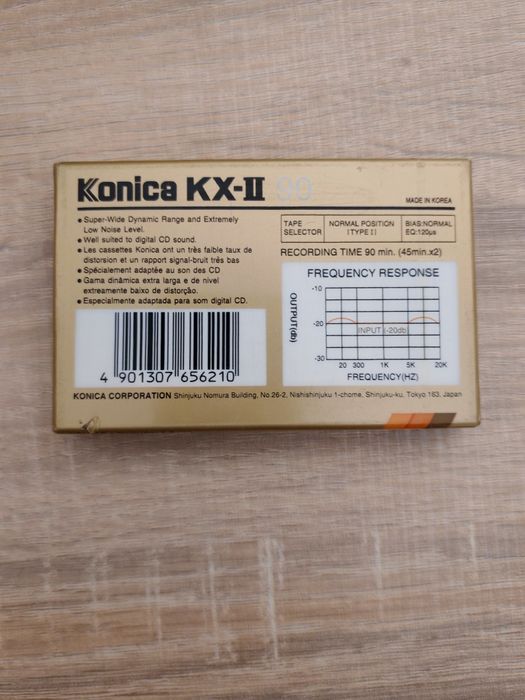 Konica KX-II 90
MADE IN KOREA
• Super-Wide Dynamic Range and Extremely
Low Noise Level.
• Well suited to digital CD sound.
• Les cassettes Konica ont un très faible taux de
distorsion et un rapport signal-bruit très bas
• Spécialement adaptée au son des CD
• Gama dinâmica extra larga e de nivel
extreamente baixo de distorção.
• Especialmente adaptada para som digital CD.
TAPE SELECTOR
NORMAL POSITION (TYPE I)
BIAS:NORMAL EQ:120µs
RECORDING TIME 90 min. (45min.x2)
FREQUENCY RESPONSE
OUTPUT(db)
-10
-20
-30
INPUT (-20db)
20 300 1K 5K 20K
FREQUENCY(HZ)
4 901307 656210
KONICA CORPORATION Shinjuku Nomura Building, No.26-2, Nishishinjuku 1-chome, Shinjuku-ku, Tokyo 163, Japan